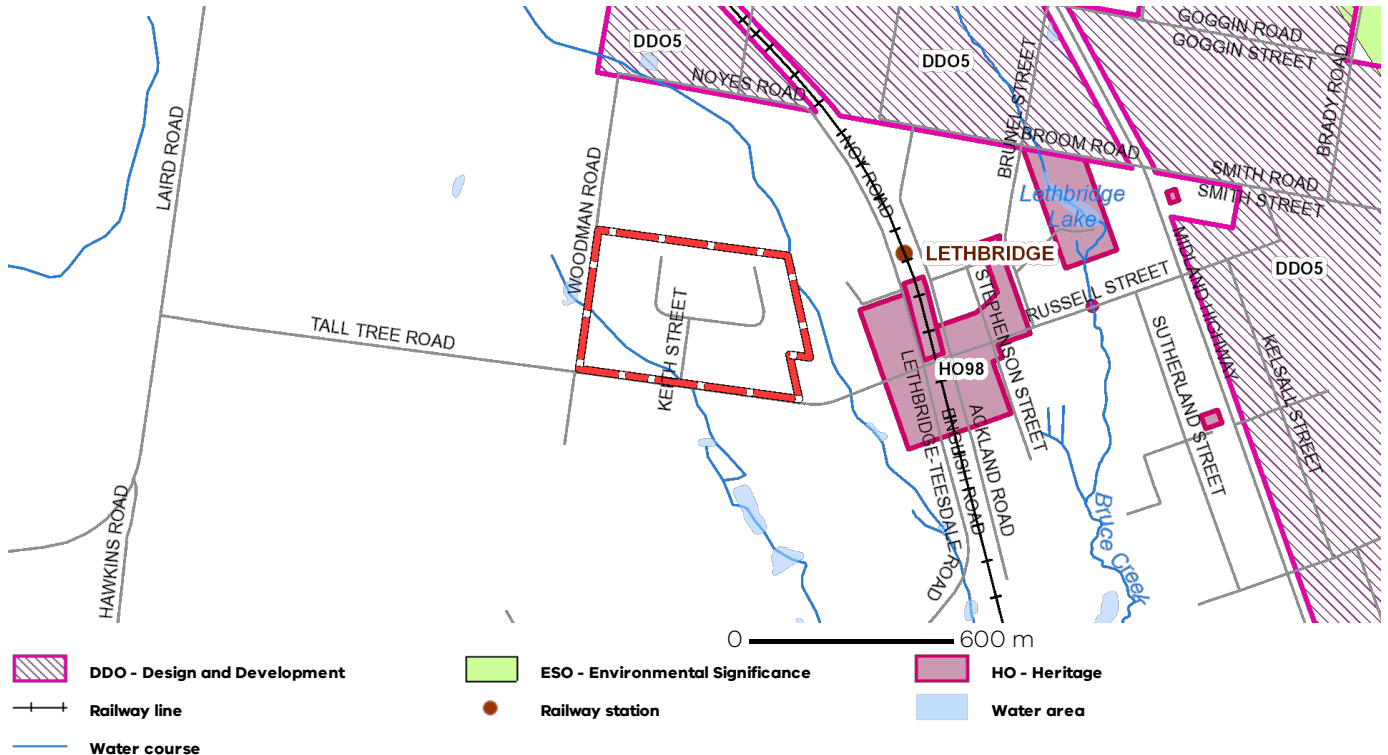 GOGGIN ROAD
GOGGIN STREET
DDO5
DDO5
NOYES ROAD
BRUNEL STREET
BRADY ROAD
BROOM ROAD
LAIRD ROAD
NOY ROAD
SMITH ROAD
SMITH STREET
Lethbridge
Lake
WOODMAN ROAD
LETHBRIDGE
MIDLAND HIGHWAY
DDO5
RUSSELL STREET
STEPHENSON STREET
KEITH STREET
TALL TREE ROAD
SUTHERLAND STREET
KELSALL STREET
HO98
LETHBRIDGE-TEESDALE ROAD
ENGLISH ROAD
ACKLAND ROAD
HAWKINS ROAD
Bruce Creek
0 600 m
DDO - Design and Development
ESO - Environmental Significance
HO - Heritage
Railway line
Railway station
Water area
Water course